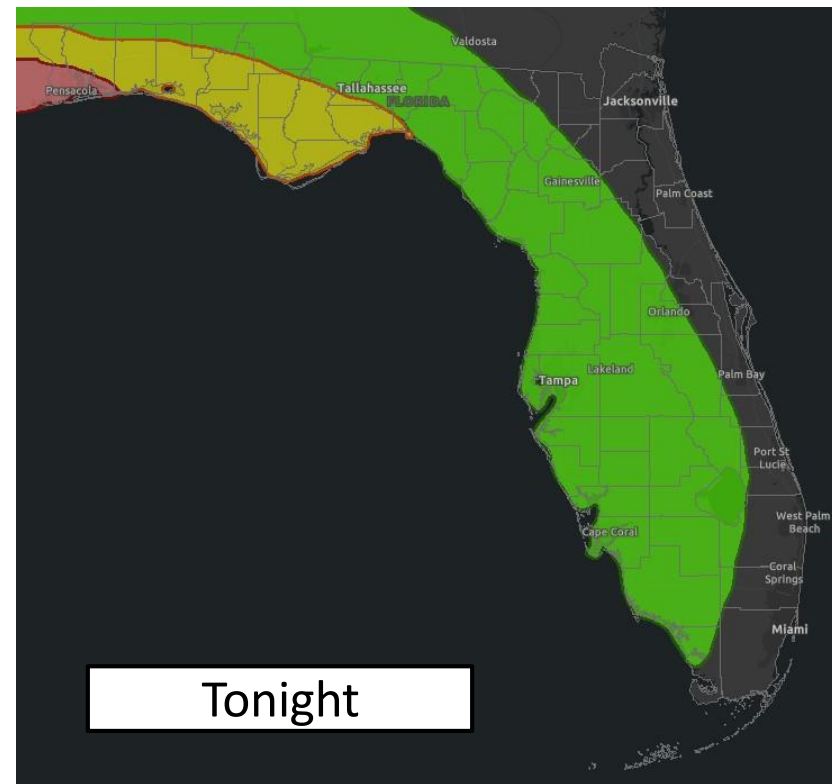 Valdosta
Pensacola
Tallahassee
FLORIDA
Jacksonville
Gainesville
Palm Coast
Orlando
Lakeland
Palm Bay
Tampa
Port St
Lucie
West Palm
Beach
Cape Coral
Coral
Springs
Miami
Tonight